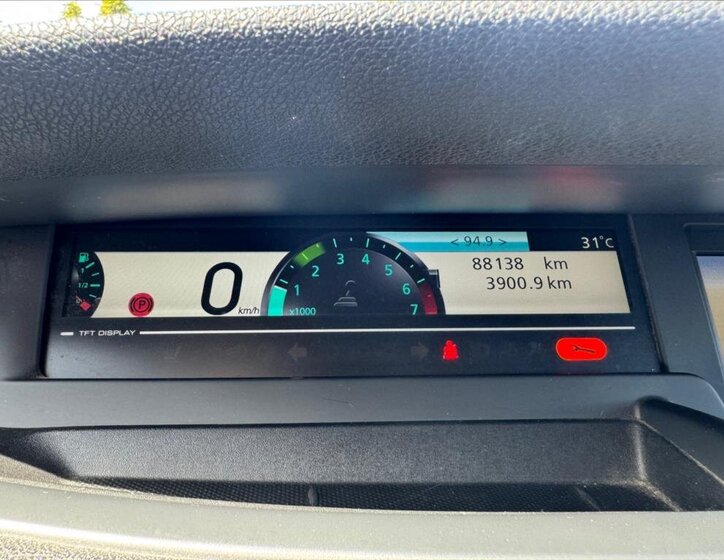 < 94.9 >
31°C
88138 km
3900.9 km
1/2
P
0 km/h
1 2 3 4 5 6 7
x1000
TFT DISPLAY